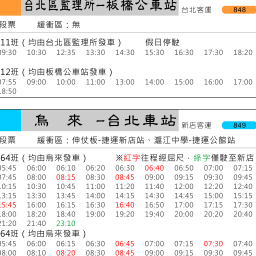 台北區監理所–板橋公車站 台北客運 848
段票 緩衝區：無
11班（均由台北區監理所發車） 假日停駛
09:30 10:30 12:35 13:30 14:30 15:30 16:30 17:30 18:20
12班（均由板橋公車站發車）
07:55 09:00 10:00 11:00 13:00 14:00 15:00 16:00 17:00
18:50
烏 來 –台北車站 新店客運 849
段票 緩衝區：伸仗板-捷運新店站、滬江中學-捷運公館站
64班（均由烏來發車） ※紅字往程經屈尺，綠字僅駛至新店
05:45 06:00 06:10 06:20 06:30 06:40 06:50 07:00 07:15
07:45 08:00 08:15 08:30 08:45 09:00 09:15 09:30 09:45
10:15 10:30 10:45 11:00 11:20 11:40 12:00 12:20 12:40
13:15 13:30 13:45 14:00 14:15 14:30 14:45 15:00 15:15
15:45 16:00 16:15 16:30 16:40 16:50 17:00 17:15 17:30
18:00 18:20 18:40 19:00 19:20 19:40 20:00 20:20 20:40
21:20 21:40 23:10
64班（均由烏來發車）
05:45 06:00 06:15 06:30 06:45 07:00 07:15 07:30 07:40
08:00 08:10 08:20 08:30 08:45 09:00 09:15 09:30 09:45